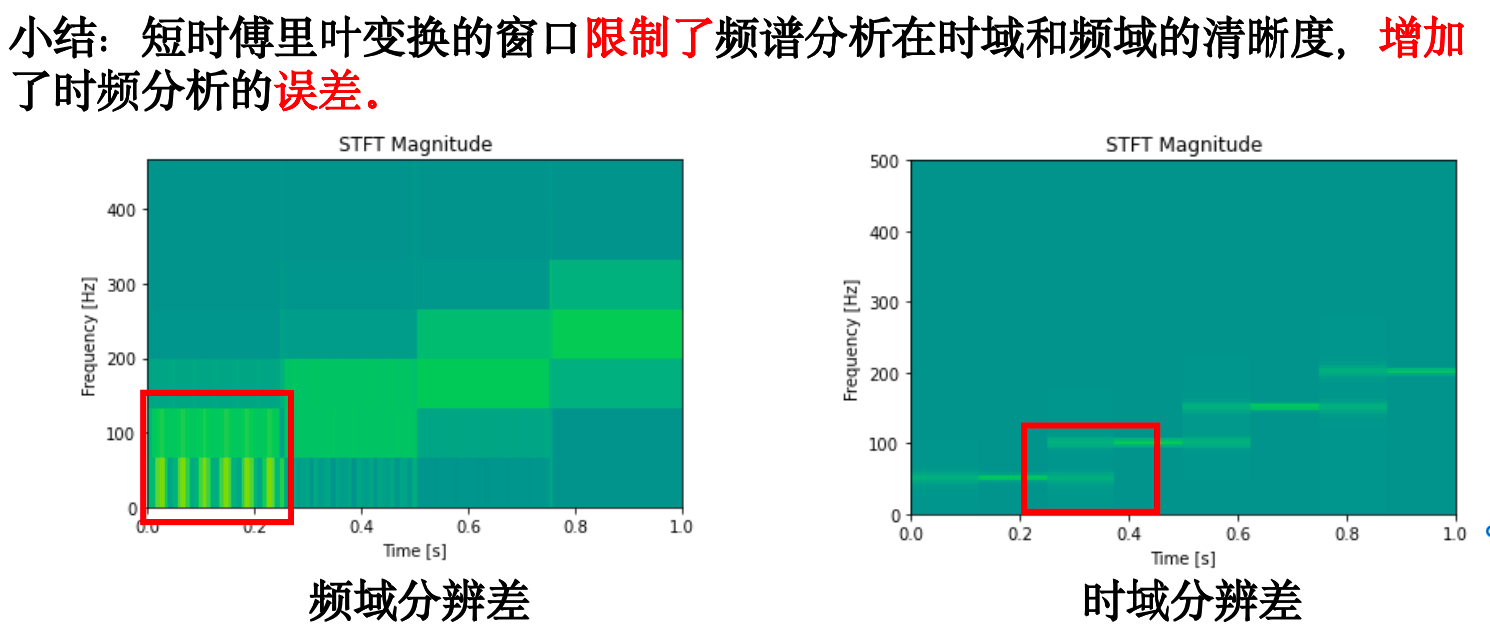 小结：短时傅里叶变换的窗口限制了频谱分析在时域和频域的清晰度，增加
了时频分析的误差。
STFT Magnitude
400
300
200
100
0
Frequency [Hz]
0.0 0.2 0.4 0.6 0.8 1.0
Time [s]
频域分辨差
STFT Magnitude
500
400
300
200
100
0
Frequency [Hz]
0.0 0.2 0.4 0.6 0.8 1.0
Time [s]
时域分辨差